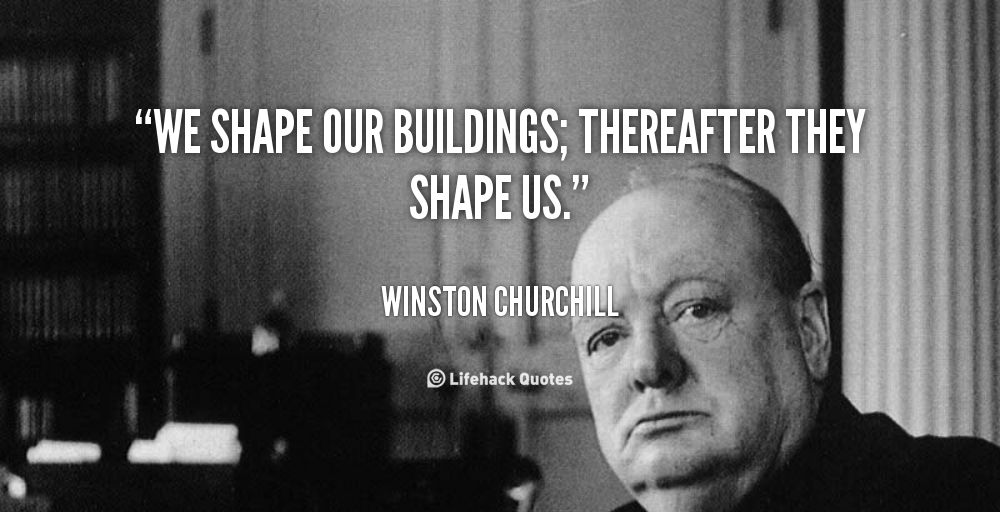 “WE SHAPE OUR BUILDINGS; THEREAFTER THEY
SHAPE US.”
WINSTON CHURCHILL
Lifehack Quotes